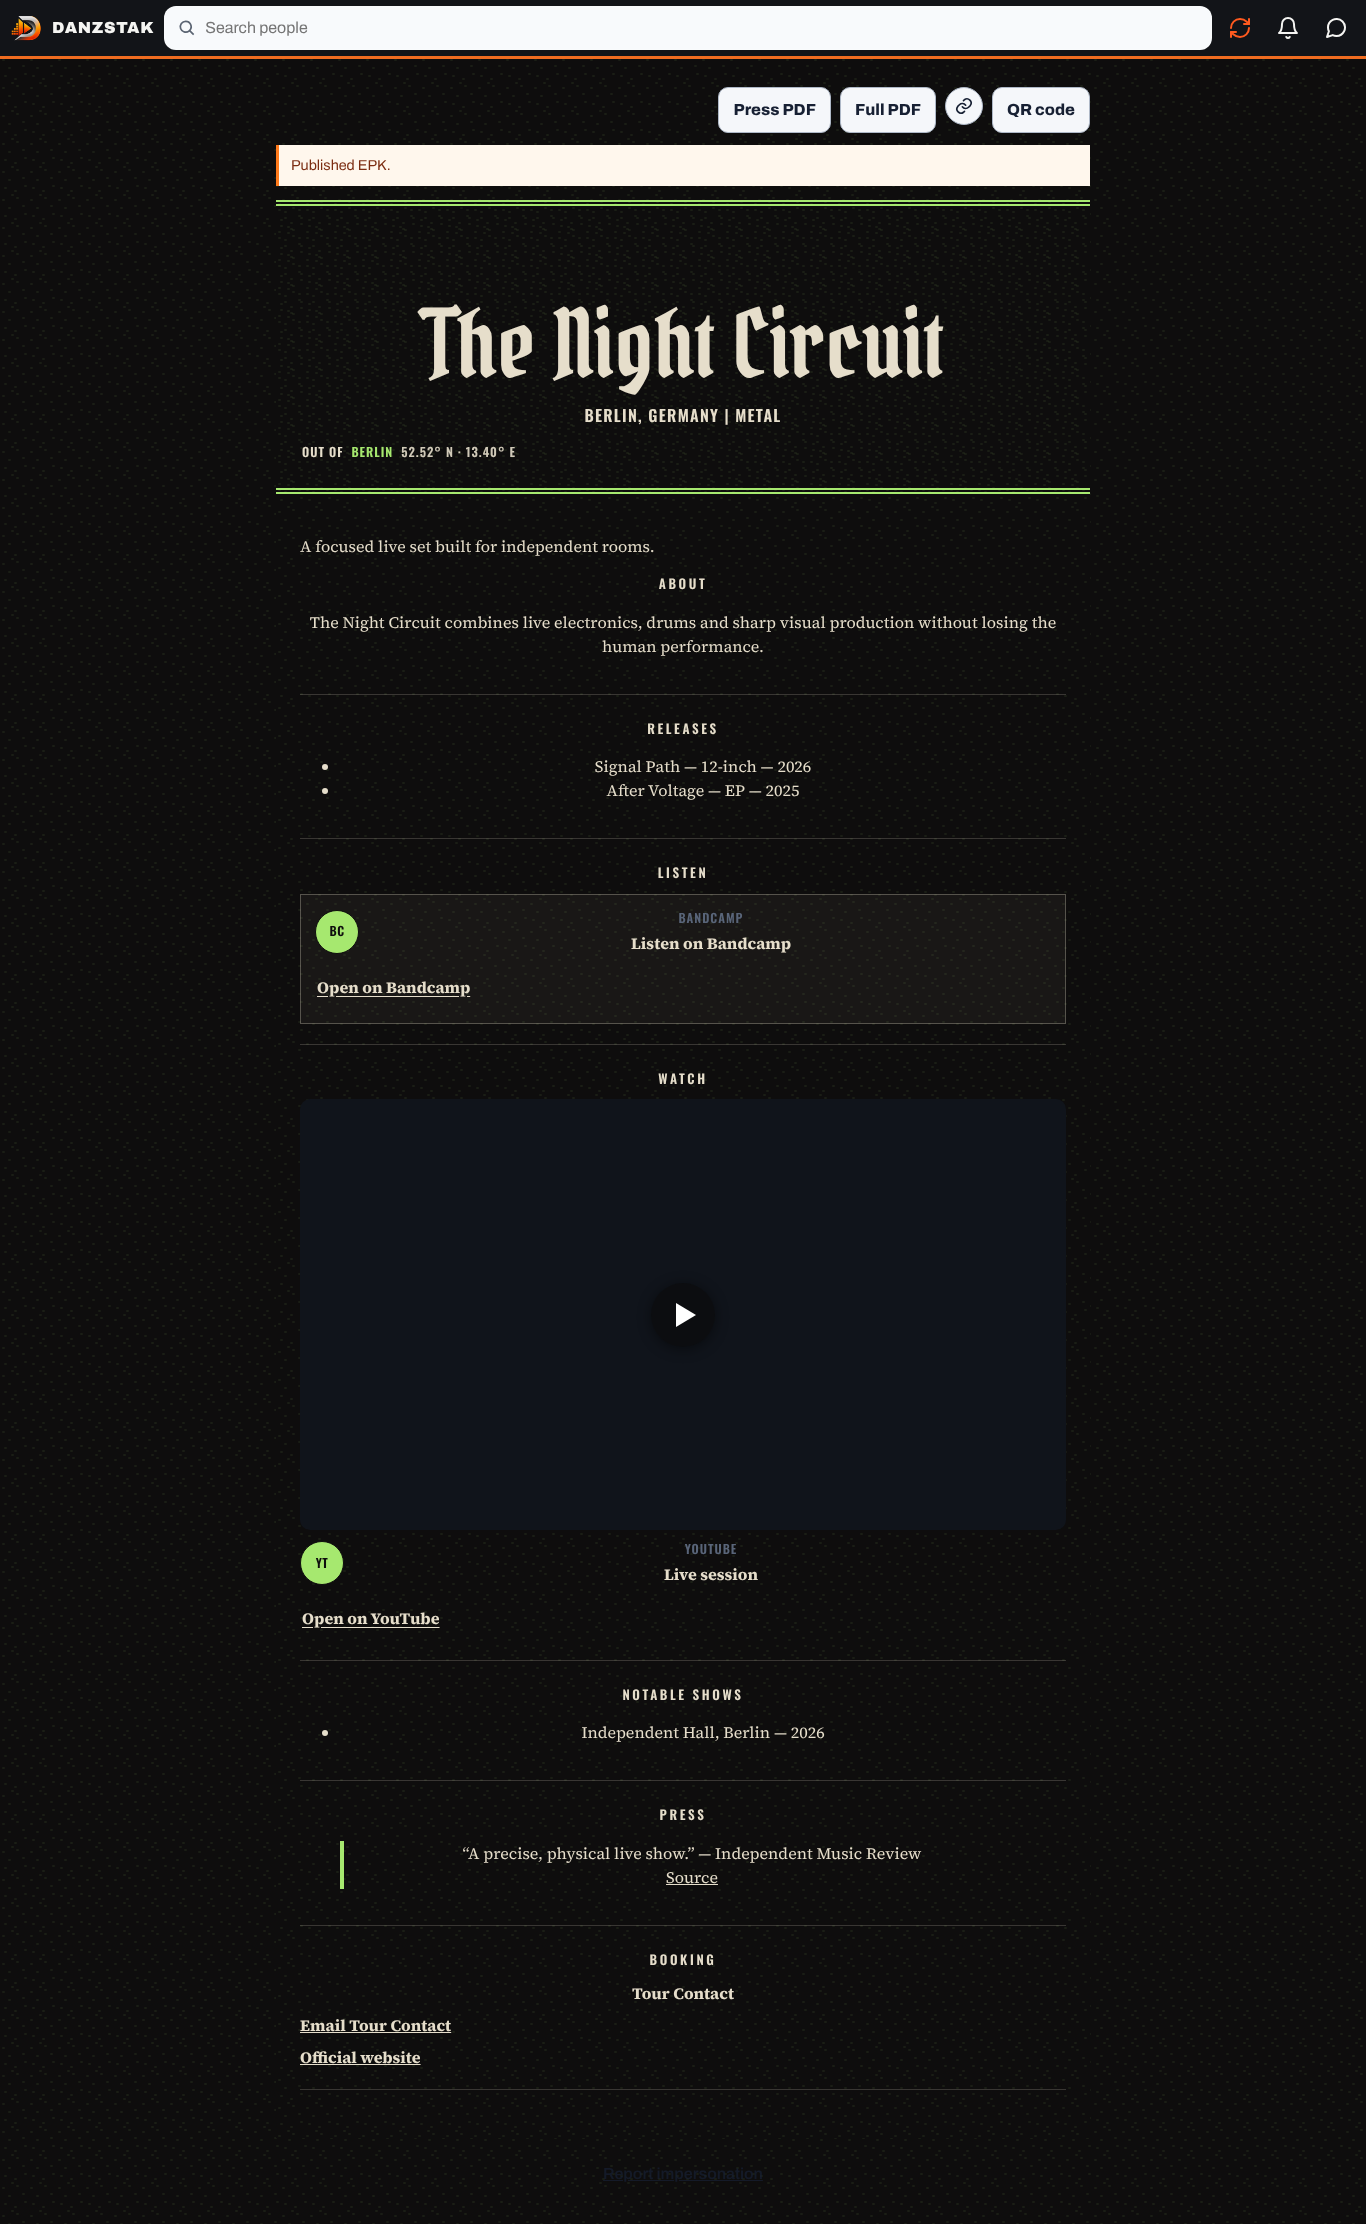 DANZSTAK
Search people
Press PDF
Full PDF
QR code
Published EPK.
The Night Circuit
BERLIN, GERMANY | METAL
OUT OF BERLIN 52.52° N · 13.40° E
A focused live set built for independent rooms.
ABOUT
The Night Circuit combines live electronics, drums and sharp visual production without losing the
human performance.
RELEASES
• Signal Path — 12-inch — 2026
• After Voltage — EP — 2025
LISTEN
BC
BANDCAMP
Listen on Bandcamp
Open on Bandcamp
WATCH
YT
YOUTUBE
Live session
Open on YouTube
NOTABLE SHOWS
• Independent Hall, Berlin — 2026
PRESS
“A precise, physical live show.” — Independent Music Review
Source
BOOKING
Tour Contact
Email Tour Contact
Official website
Report impersonation